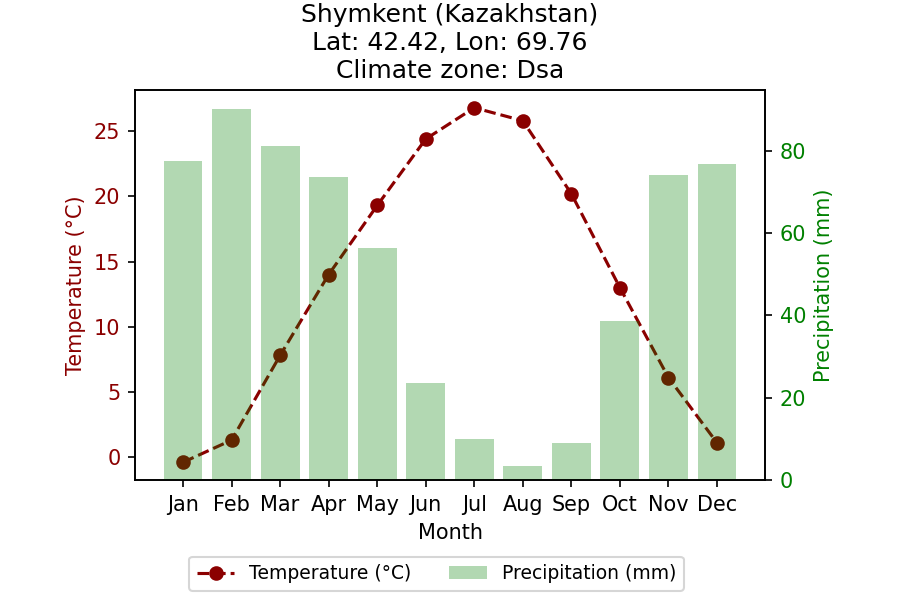 Shymkent (Kazakhstan)
Lat: 42.42, Lon: 69.76
Climate zone: Dsa
Temperature (°C)
25
20
15
10
5
0
80
60
40
20
0
Precipitation (mm)
Jan Feb Mar Apr May Jun Jul Aug Sep Oct Nov Dec
Month
Temperature (°C) Precipitation (mm)